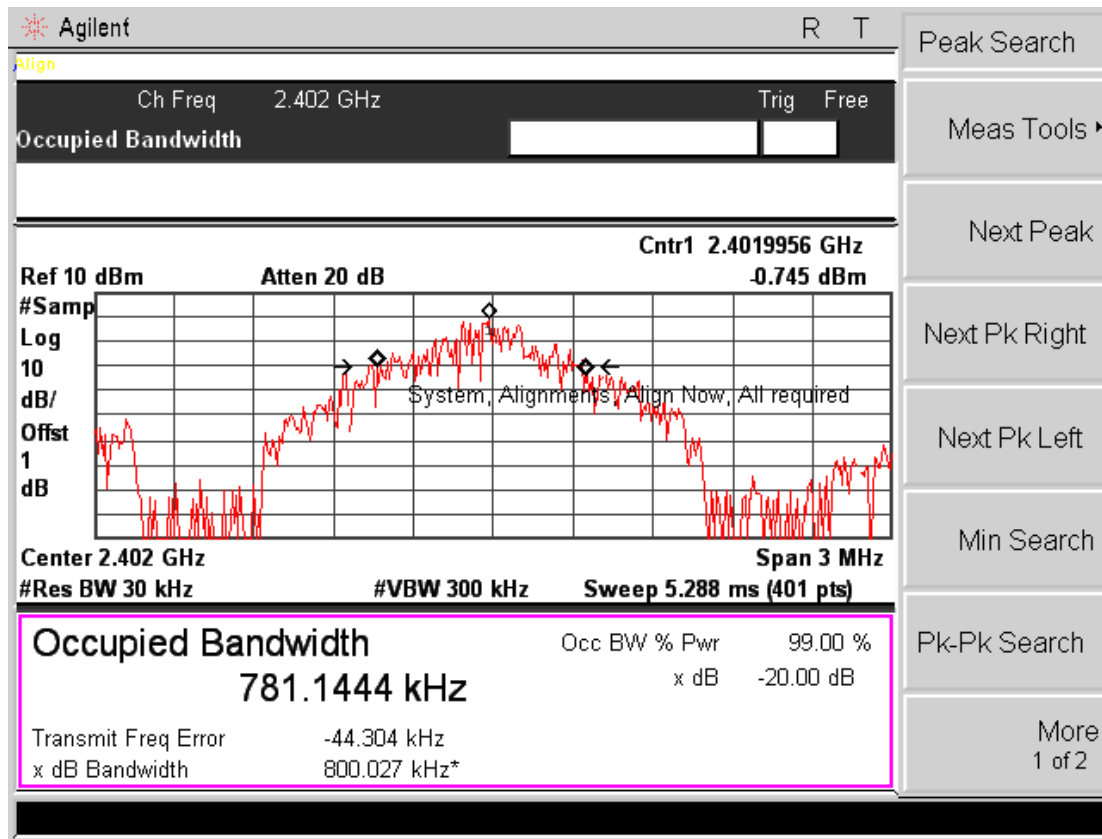 Agilent R T
Peak Search
Align
Ch Freq 2.402 GHz Trig Free
Occupied Bandwidth
Meas Tools
Next Peak
Cntr1 2.4019956 GHz
Ref 10 dBm Atten 20 dB -0.745 dBm
#Samp
Log
10
dB/
Offst
1
dB
1
System, Alignments, Align Now, All required
Next Pk Right
Next Pk Left
Center 2.402 GHz Span 3 MHz
#Res BW 30 kHz #VBW 300 kHz Sweep 5.288 ms (401 pts)
Min Search
Occupied Bandwidth Occ BW % Pwr 99.00 %
781.1444 kHz x dB -20.00 dB
Transmit Freq Error -44.304 kHz
x dB Bandwidth 800.027 kHz*
Pk-Pk Search
More
1 of 2